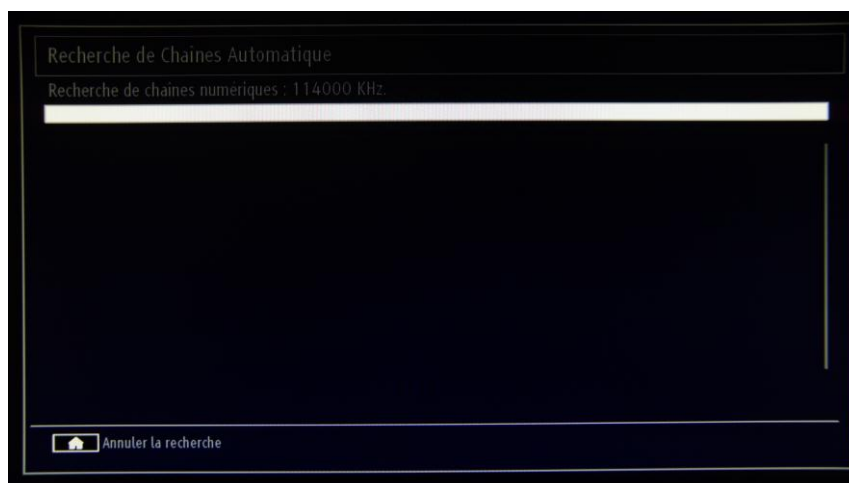 Recherche de Chaines Automatique
Recherche de chaines numériques : 114000 KHz.
Annuler la recherche